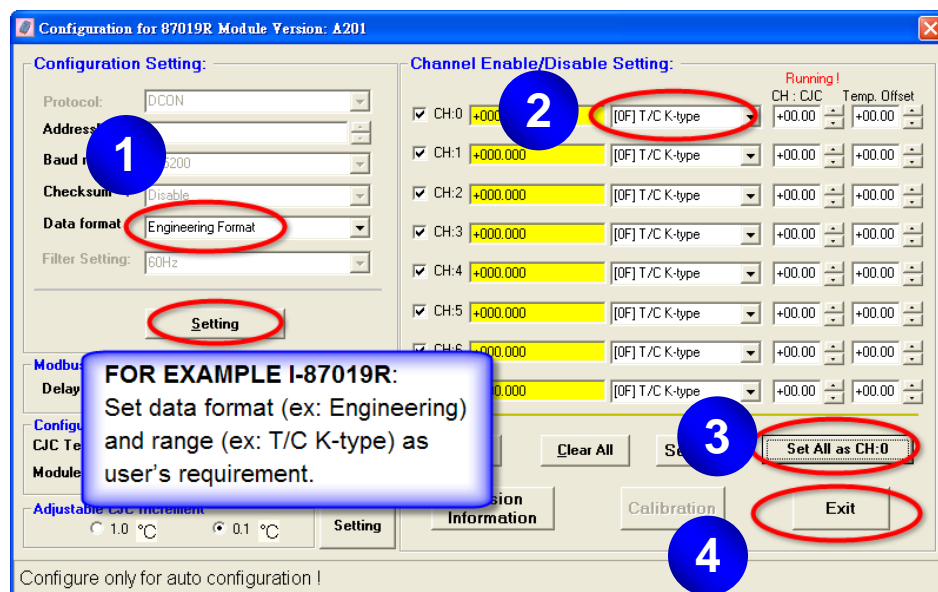 Configuration for 87019R Module Version: A201
Configuration Setting:
Protocol: DCON
Address
Baud 5200
Checksum Disable
Data format Engineering Format
Filter Setting: 60Hz
Setting
Channel Enable/Disable Setting:
Running !
CH : CJC Temp. Offset
CH:0 +000 [0F] T/C K-type +00.00 +00.00
CH:1 +000.000 [0F] T/C K-type +00.00 +00.00
CH:2 +000.000 [0F] T/C K-type +00.00 +00.00
CH:3 +000.000 [0F] T/C K-type +00.00 +00.00
CH:4 +000.000 [0F] T/C K-type +00.00 +00.00
CH:5 +000.000 [0F] T/C K-type +00.00 +00.00
CH:6 000.000 [0F] T/C K-type +00.00 +00.00
0.000 [0F] T/C K-type +00.00 +00.00
1
2
3
4
FOR EXAMPLE I-87019R:
Set data format (ex: Engineering)
and range (ex: T/C K-type) as
user's requirement.
Modbus
Delay
CJC Te
Module
Clear All
Set All as CH:0
Adjustable CJC Increment
1.0 °C 0.1 °C Setting
Information
Calibration
Exit
Configure only for auto configuration !